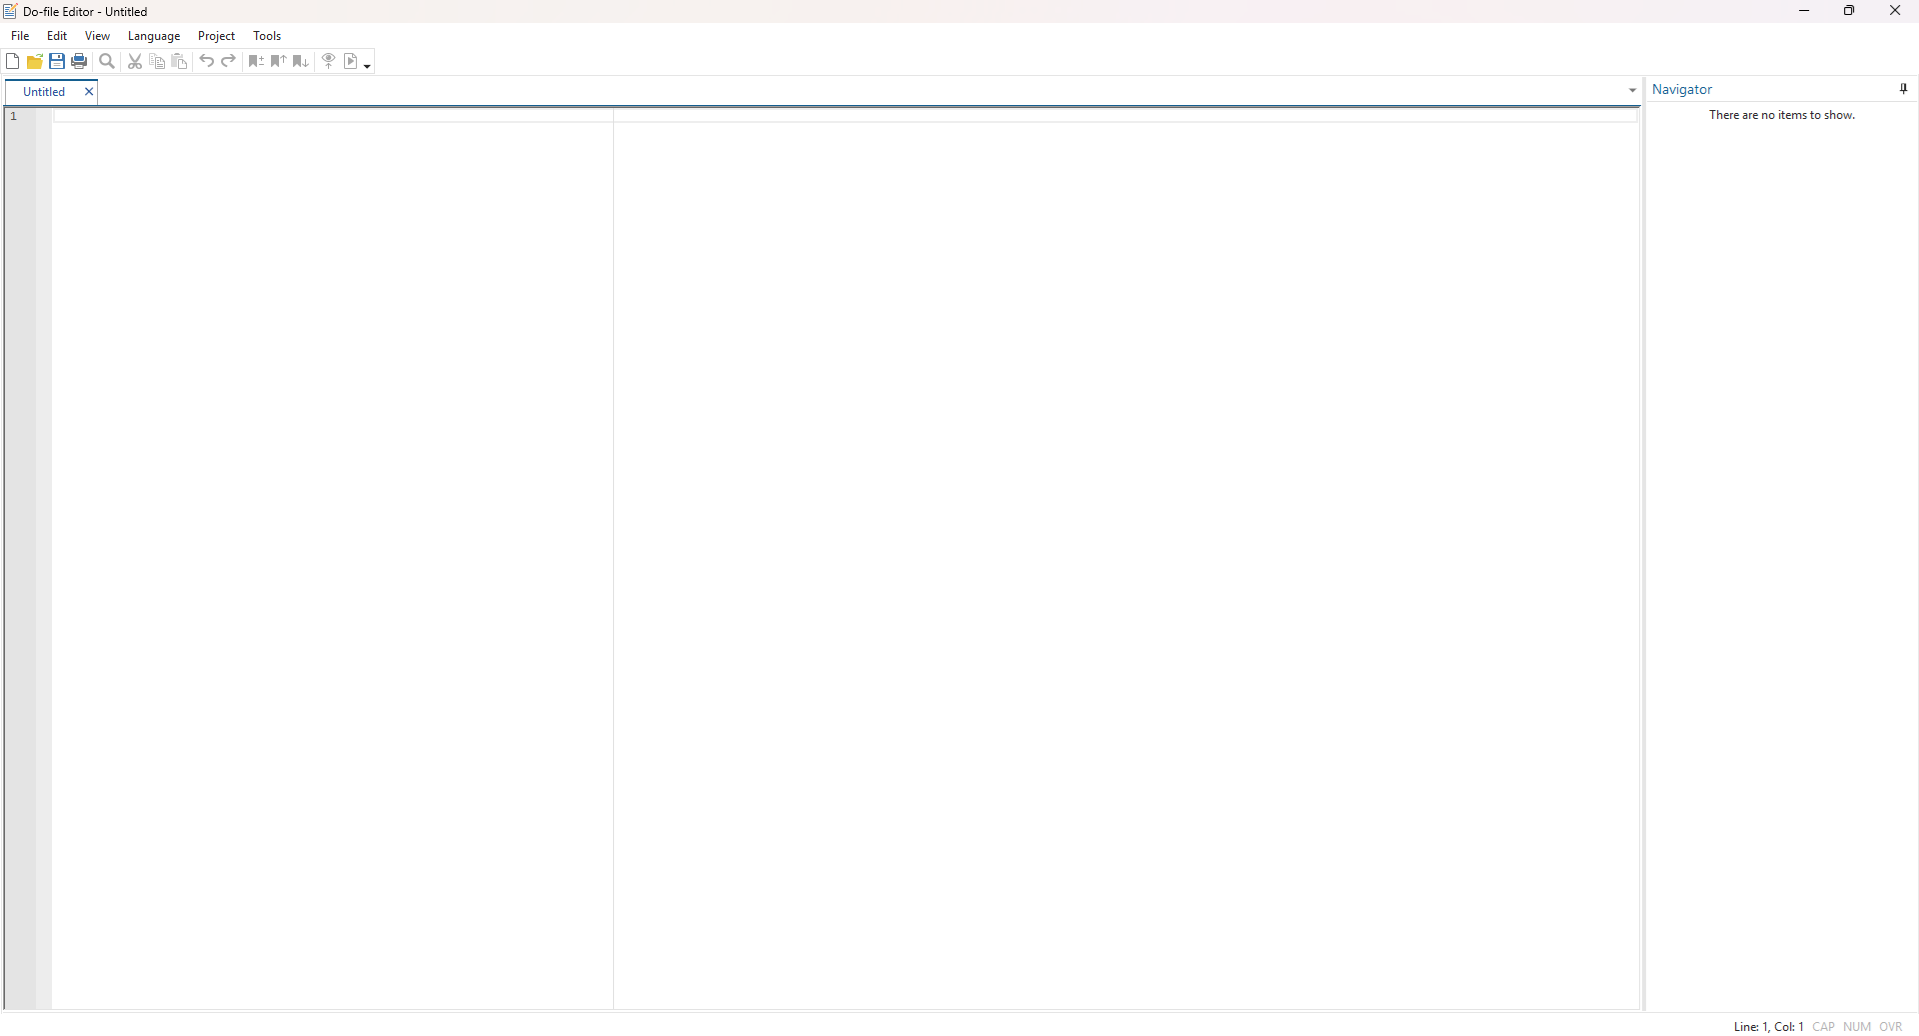 Do-file Editor - Untitled
File Edit View Language Project Tools
Untitled
Navigator
1
There are no items to show.
Line: 1, Col: 1 CAP NUM OVR